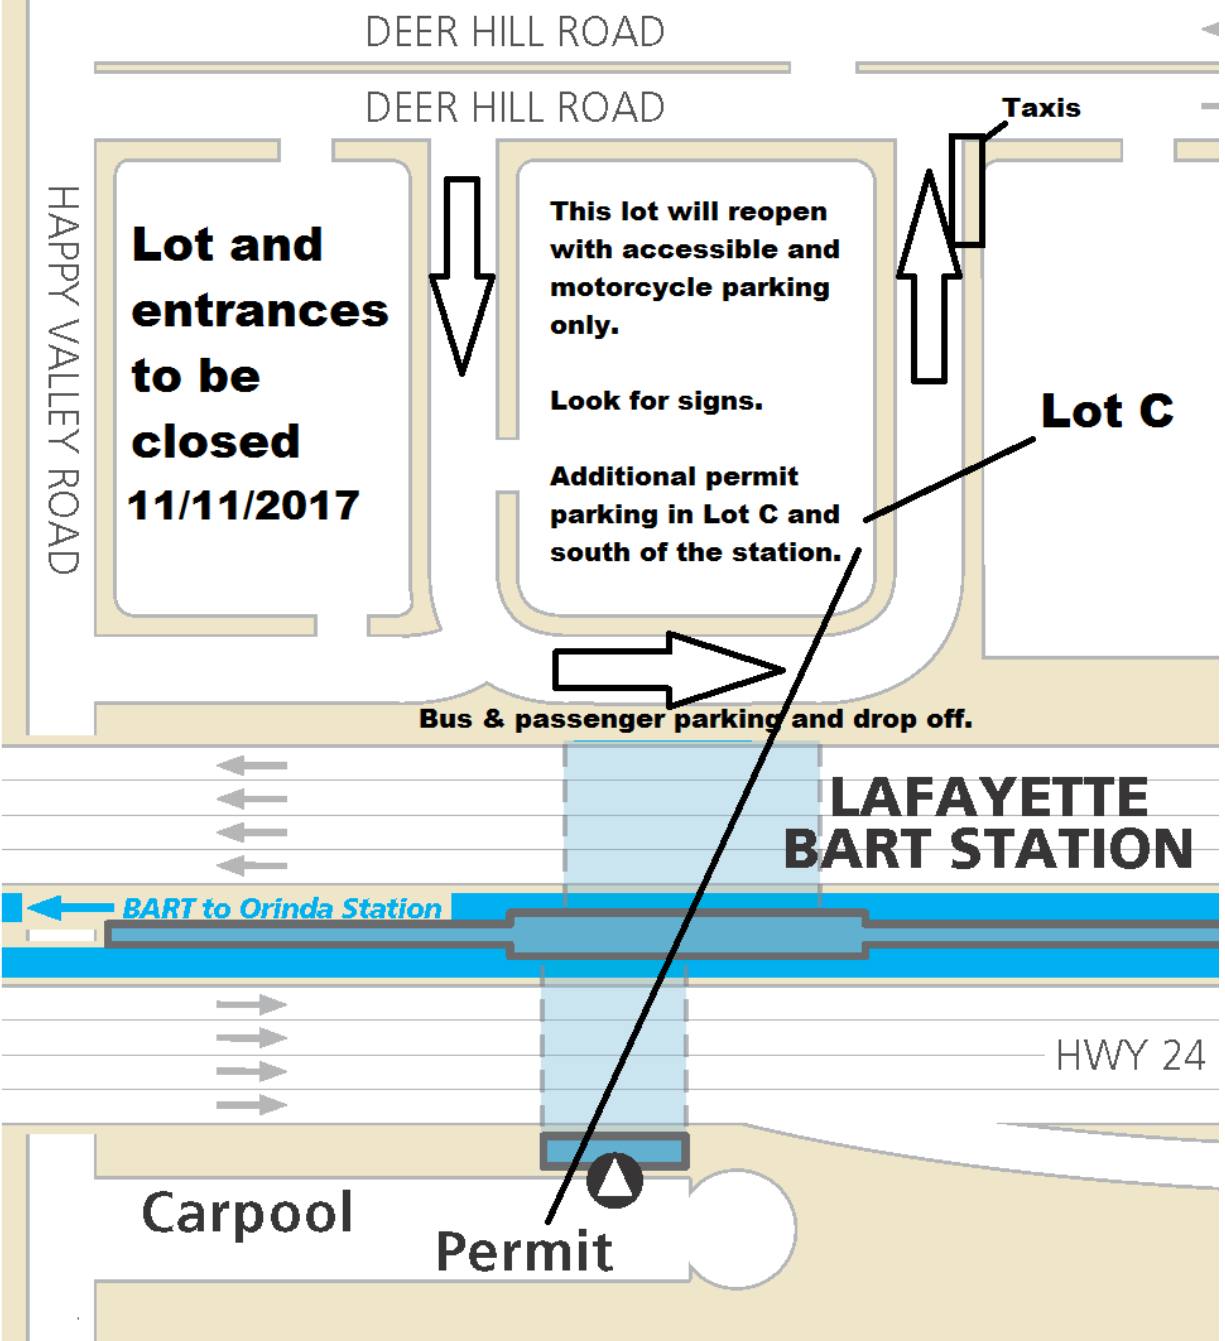 DEER HILL ROAD
DEER HILL ROAD
Taxis
HAPPY VALLEY ROAD
Lot and
entrances
to be
closed
11/11/2017
This lot will reopen
with accessible and
motorcycle parking
only.
Look for signs.
Additional permit
parking in Lot C and
south of the station.
Lot C
Bus & passenger parking and drop off.
LAFAYETTE
BART STATION
BART to Orinda Station
HWY 24
Carpool
Permit